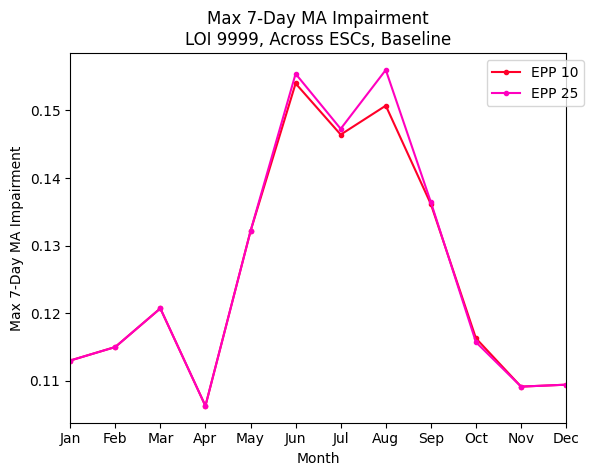 Max 7-Day MA Impairment
LOI 9999, Across ESCs, Baseline
EPP 10
EPP 25
Max 7-Day MA Impairment
0.15
0.14
0.13
0.12
0.11
Jan Feb Mar Apr May Jun Jul Aug Sep Oct Nov Dec
Month